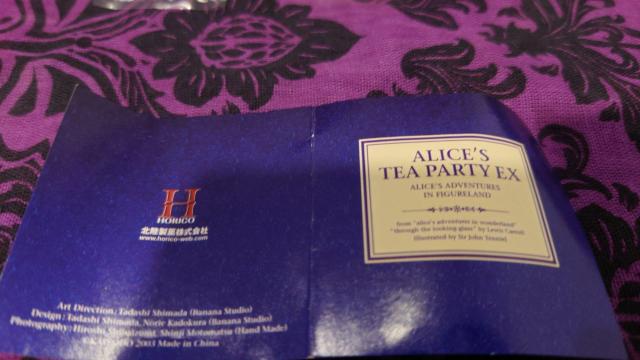 H
HORICO
北陸製菓株式会社
www.horico-web.com
Art Direction: Tadashi Shimada (Banana Studio)
Design: Tadashi Shimada, Norie Kadokura (Banana Studio)
Photography: Hiroshi Shinozumi, Shinji Motomatsu (Hand Made)
2003 Made in China
ALICE'S
TEA PARTY EX
ALICE'S ADVENTURES
IN FIGURELAND
from "alice's adventures in wonderland"
"through the looking-glass" by Lewis Carroll
Illustrated by Sir John Tenniel